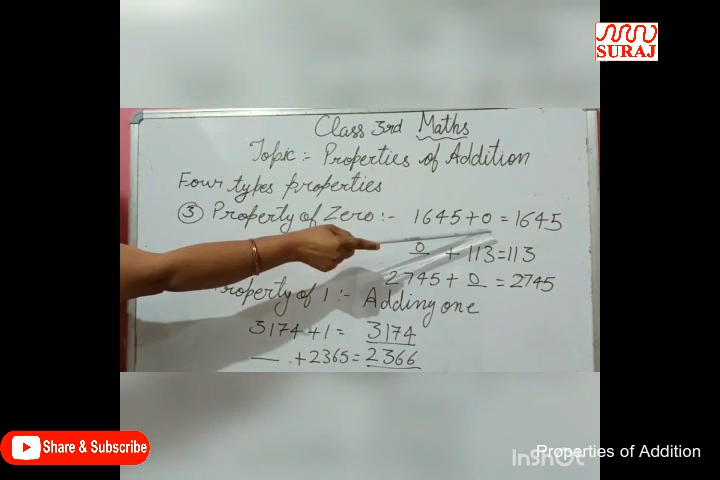 SURAJ
Class 3rd Maths
Topic :- Properties of Addition
Four types properties
③ Property of Zero :- 1645 + 0 = 1645
0 + 113 = 113
2745 + 0 = 2745
Property of 1 :- Adding one
3174 + 1 = 3174
__ + 2365 = 2366
Share & Subscribe
Properties of Addition
InShOt